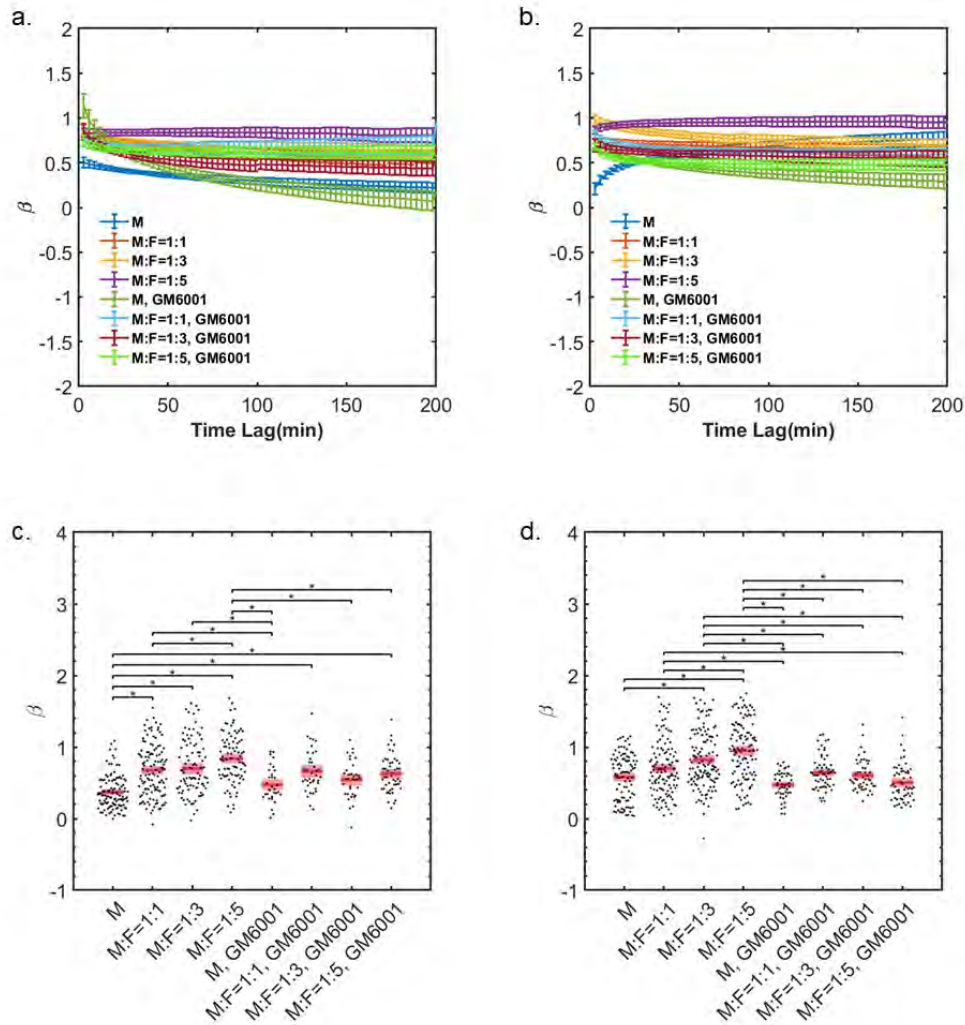 a.
2
1.5
1
0.5
0
-0.5
-1
-1.5
-2
β
M
M:F=1:1
M:F=1:3
M:F=1:5
M, GM6001
M:F=1:1, GM6001
M:F=1:3, GM6001
M:F=1:5, GM6001
0 50 100 150 200
Time Lag(min)
b.
2
1.5
1
0.5
0
-0.5
-1
-1.5
-2
β
M
M:F=1:1
M:F=1:3
M:F=1:5
M, GM6001
M:F=1:1, GM6001
M:F=1:3, GM6001
M:F=1:5, GM6001
0 50 100 150 200
Time Lag(min)
c.
4
3
2
1
0
-1
β
* * * * * * * * * * * *
M
M:F=1:1
M:F=1:3
M:F=1:5
M, GM6001
M:F=1:1, GM6001
M:F=1:3, GM6001
M:F=1:5, GM6001
d.
4
3
2
1
0
-1
β
* * * * * * * * * * * * *
M
M:F=1:1
M:F=1:3
M:F=1:5
M, GM6001
M:F=1:1, GM6001
M:F=1:3, GM6001
M:F=1:5, GM6001